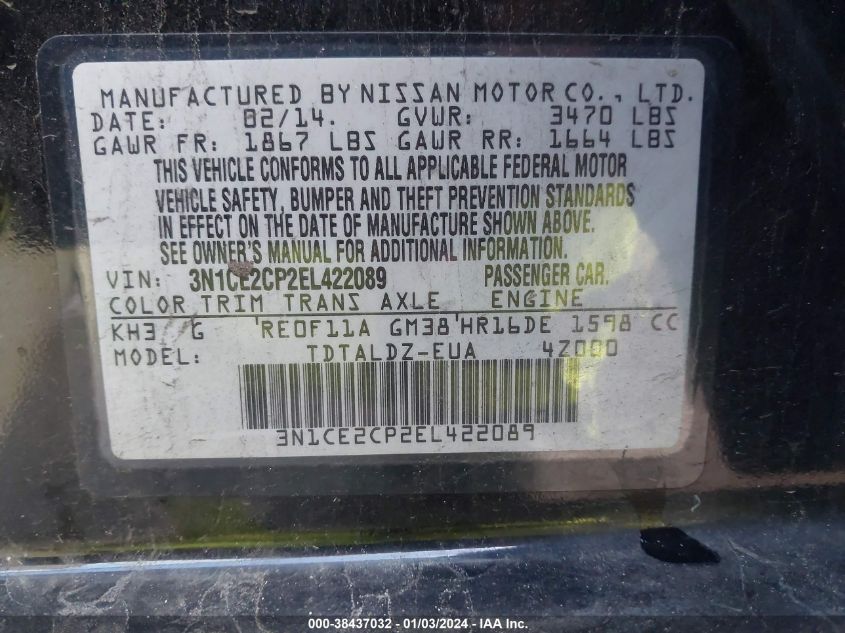 MANUFACTURED BY NISSAN MOTOR CO., LTD.
DATE: 02/14. GVWR: 3470 LBS
GAWR FR: 1867 LBS GAWR RR: 1664 LBS
THIS VEHICLE CONFORMS TO ALL APPLICABLE FEDERAL MOTOR
VEHICLE SAFETY, BUMPER AND THEFT PREVENTION STANDARDS
IN EFFECT ON THE DATE OF MANUFACTURE SHOWN ABOVE.
SEE OWNER'S MANUAL FOR ADDITIONAL INFORMATION.
VIN: 3N1CE2CP2EL422089 PASSENGER CAR.
COLOR TRIM TRANS AXLE ENGINE
KH3 G RE0F11A GM38 HR16DE 1598 CC
MODEL: TDTALDZ-EUA 4Z000
3N1CE2CP2EL422089
000-38437032 - 01/03/2024 - IAA Inc.